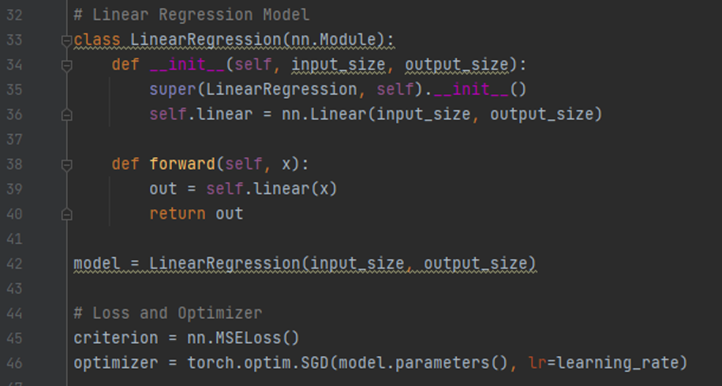 32 # Linear Regression Model
33 class LinearRegression(nn.Module):
34     def __init__(self, input_size, output_size):
35         super(LinearRegression, self).__init__()
36         self.linear = nn.Linear(input_size, output_size)
37
38     def forward(self, x):
39         out = self.linear(x)
40         return out
41
42 model = LinearRegression(input_size, output_size)
43
44 # Loss and Optimizer
45 criterion = nn.MSELoss()
46 optimizer = torch.optim.SGD(model.parameters(), lr=learning_rate)